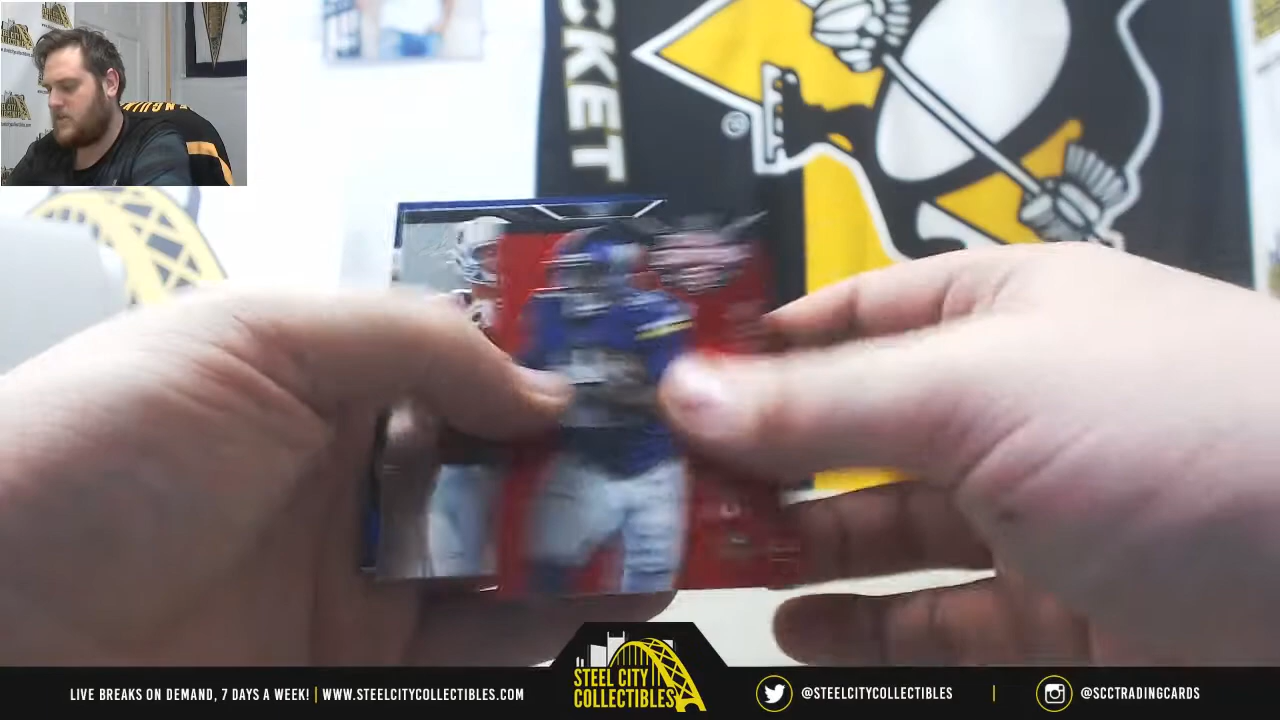 CKET
®
LIVE BREAKS ON DEMAND, 7 DAYS A WEEK! | WWW.STEELCITYCOLLECTIBLES.COM
STEEL CITY
COLLECTIBLES
@STEELCITYCOLLECTIBLES
@SCCTRADINGCARDS